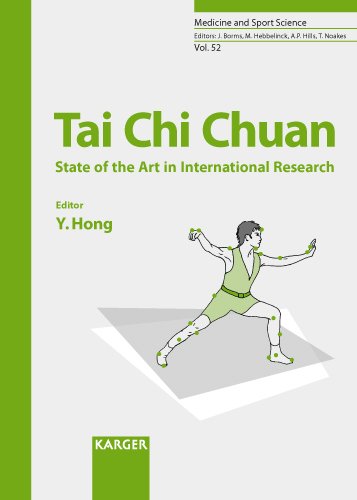 Medicine and Sport Science
Editors: J. Borms, M. Hebbelinck, A.P. Hills, T. Noakes
Vol. 52
Tai Chi Chuan
State of the Art in International Research
Editor
Y. Hong
KARGER